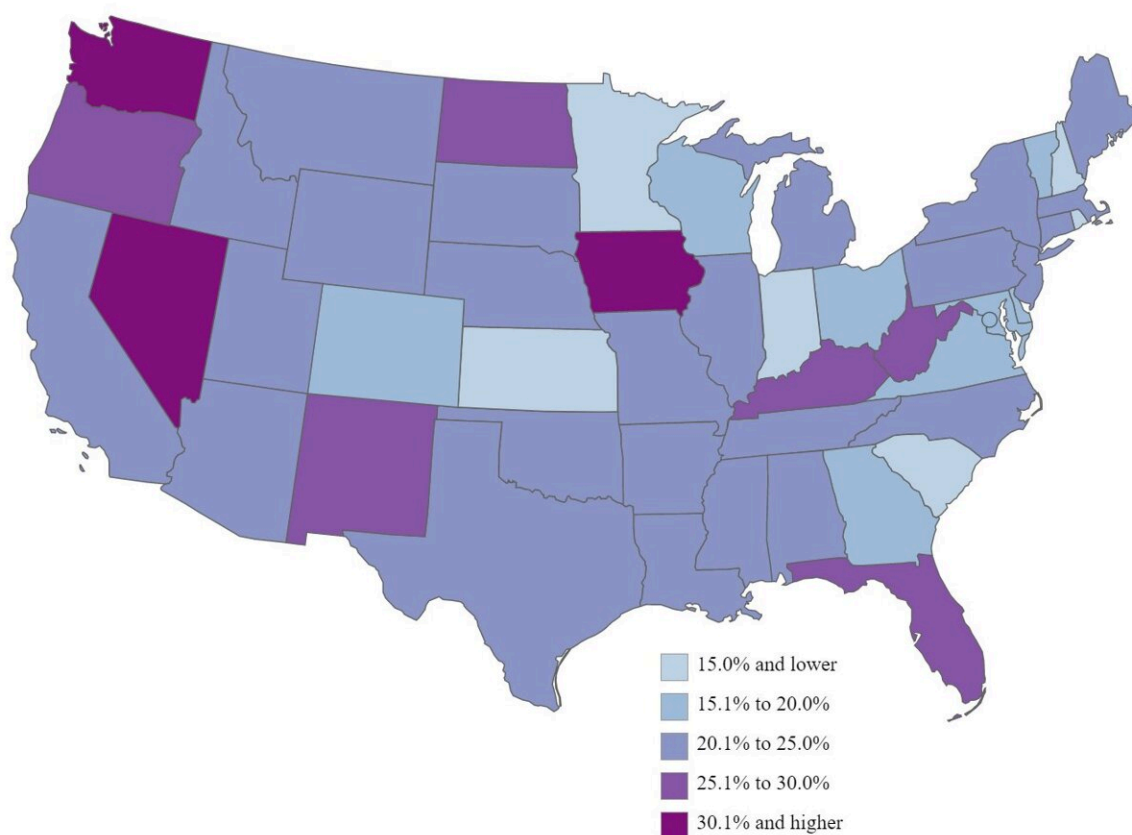 15.0% and lower
15.1% to 20.0%
20.1% to 25.0%
25.1% to 30.0%
30.1% and higher